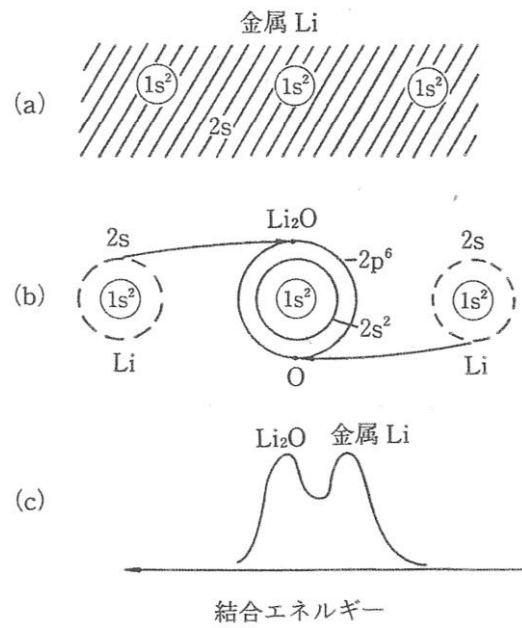 金属 Li
(a)
1s² 1s² 1s²
2s
Li₂O
2s 2p⁶ 2s
(b)
1s² 1s² 1s²
2s²
Li O Li
Li₂O 金属 Li
(c)
結合エネルギー